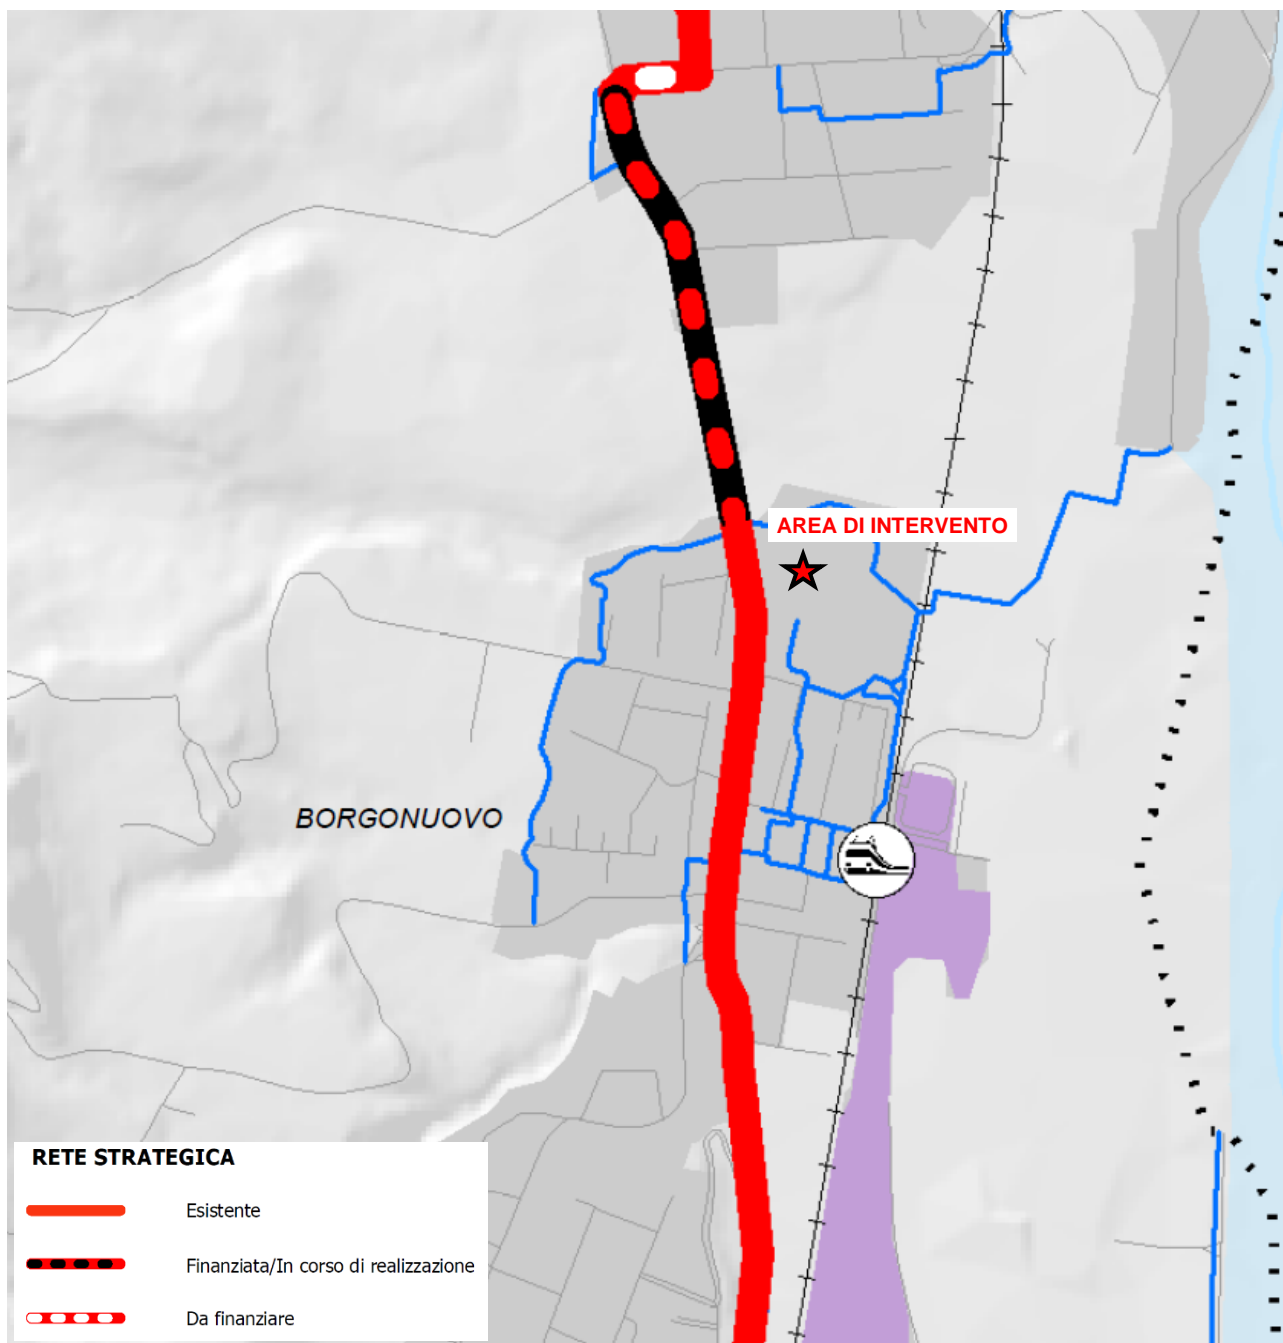 AREA DI INTERVENTO
BORGONUOVO
RETE STRATEGICA
Esistente
Finanziata/In corso di realizzazione
Da finanziare